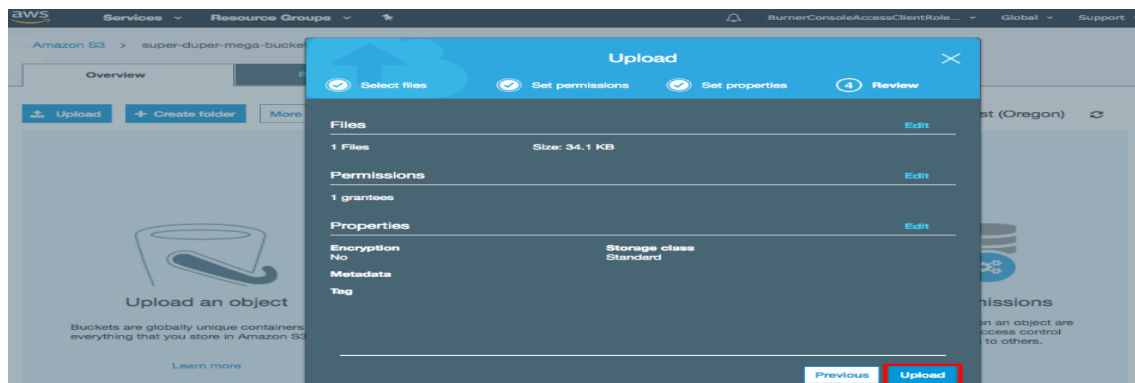 aws Services Resource Groups BurnerConsoleAccessClientRole... Global Support
Amazon S3 > super-duper-mega-bucket
Overview
Upload + Create folder More
st (Oregon)
Upload
Select files Set permissions Set properties 4 Review
Files Edit
1 Files Size: 34.1 KB
Permissions Edit
1 grantees
Properties Edit
Encryption Storage class
No Standard
Metadata
Tag
Upload an object
Buckets are globally unique containers
everything that you store in Amazon S3
Learn more
issions
on an object are
ccess control
to others.
Previous Upload